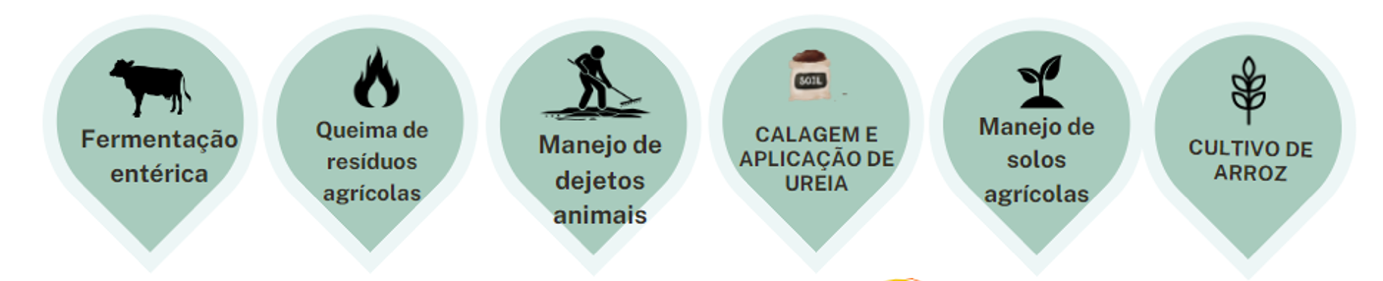 Fermentação
entérica
Queima de
resíduos
agrícolas
Manejo de
dejetos
animais
SOIL
CALAGEM E
APLICAÇÃO DE
UREIA
Manejo de
solos
agrícolas
CULTIVO DE
ARROZ